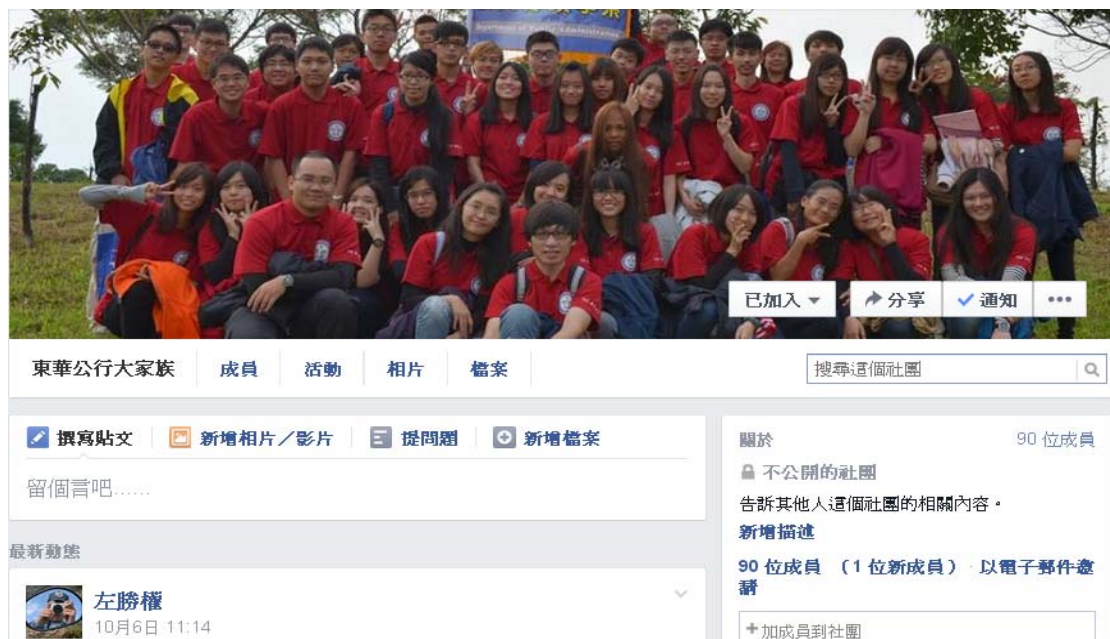 Department of Public Administration
已加入
分享
通知
東華公行大家族
成員
活動
相片
檔案
搜尋這個社團
撰寫貼文
新增相片／影片
提問題
新增檔案
留個言吧……
最新動態
左勝權
10月6日 11:14
關於
90 位成員
不公開的社團
告訴其他人這個社團的相關內容。
新增描述
90 位成員 （1 位新成員） · 以電子郵件邀
請
+加成員到社團